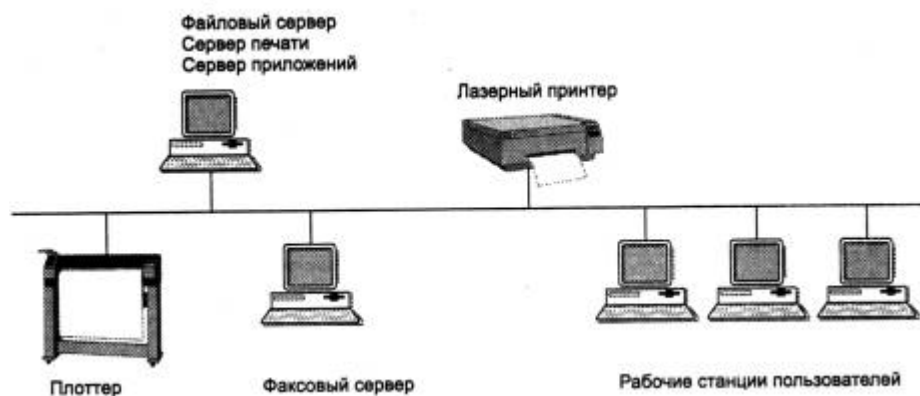 Файловый сервер
Сервер печати
Сервер приложений
Лазерный принтер
Плоттер
Факсовый сервер
Рабочие станции пользователей